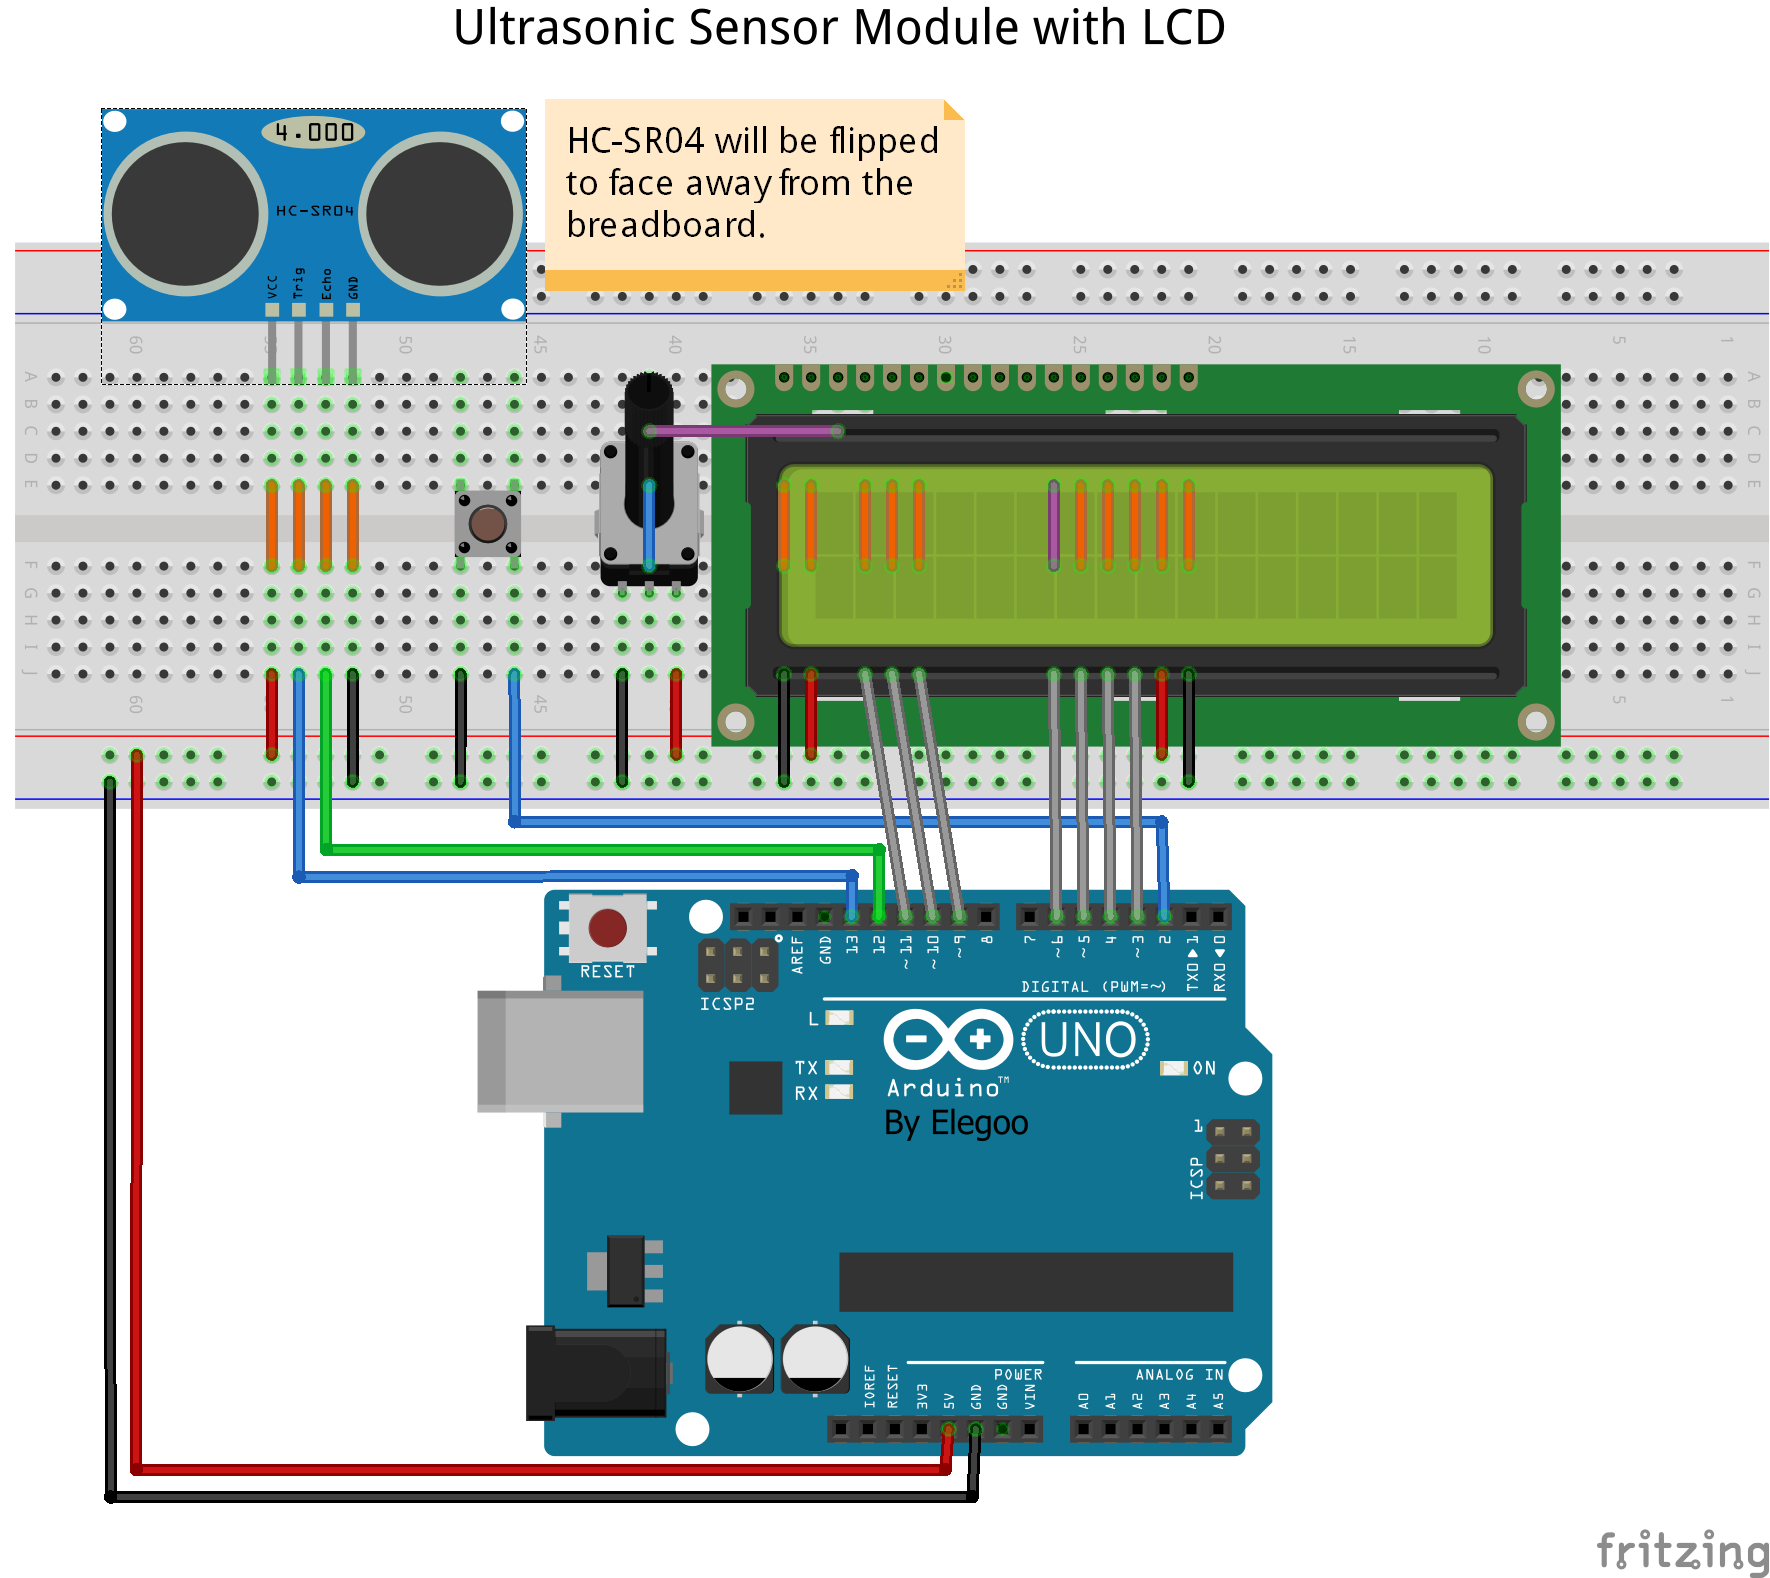 Ultrasonic Sensor Module with LCD
4.000
HC-SR04
VCC Trig Echo GND
HC-SR04 will be flipped
to face away from the
breadboard.
60 50 45 40 35 30 25 20 15 10 5 1
A A
B B
C C
D D
E E
F F
G G
H H
I I
J J
60 50 45 5 1
RESET
ICSP2
AREF GND 13 12 ~11 ~10 ~9 8 7 ~6 ~5 4 ~3 2 TX0▶1 RX0◀0
DIGITAL (PWM=~)
L
TX
RX
UNO
ON
Arduino™
By Elegoo
1
ICSP
POWER
ANALOG IN
IOREF RESET 3V3 5V GND GND VIN A0 A1 A2 A3 A4 A5
fritzing